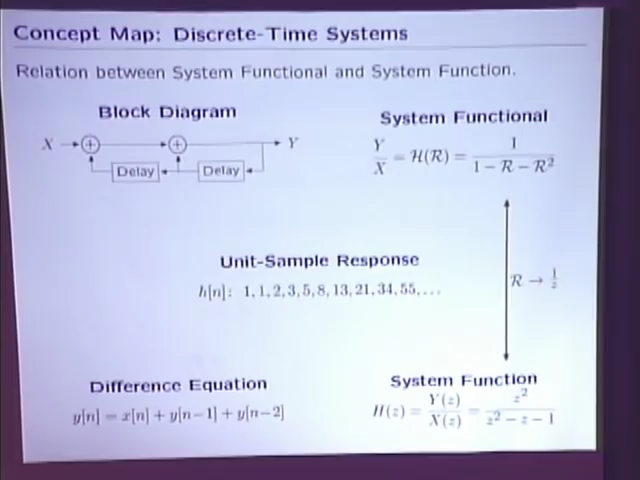 Concept Map: Discrete-Time Systems
Relation between System Functional and System Function.
Block Diagram
X + + Y
Delay Delay
System Functional
Y/X = H(R) = 1/(1 − R − R²)
Unit-Sample Response
h[n]: 1, 1, 2, 3, 5, 8, 13, 21, 34, 55, ...
R → 1/z
Difference Equation
y[n] = x[n] + y[n−1] + y[n−2]
System Function
H(z) = Y(z)/X(z) = z²/(z² − z − 1)